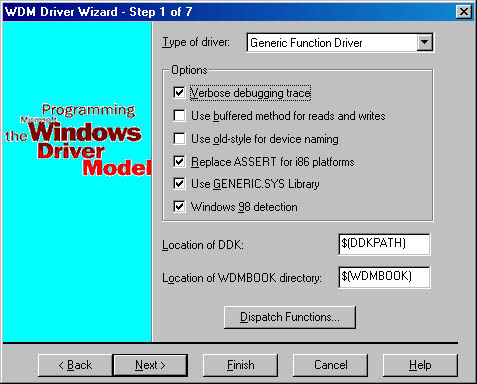 WDM Driver Wizard - Step 1 of 7
Programming
Microsoft
the Windows
Driver
Model
Type of driver: Generic Function Driver
Options
Verbose debugging trace
Use buffered method for reads and writes
Use old-style for device naming
Replace ASSERT for i86 platforms
Use GENERIC.SYS Library
Windows 98 detection
Location of DDK: $(DDKPATH)
Location of WDMBOOK directory: $(WDMBOOK)
Dispatch Functions...
< Back Next > Finish Cancel Help